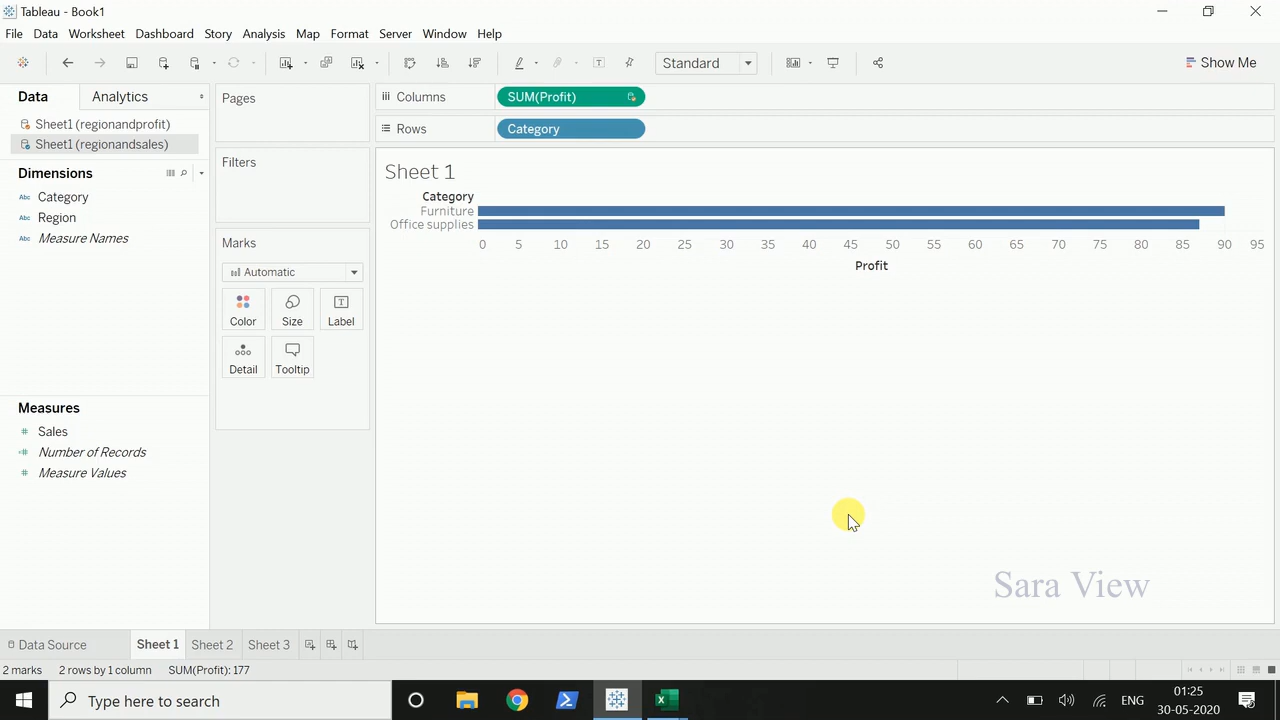 Tableau - Book1
File Data Worksheet Dashboard Story Analysis Map Format Server Window Help
Standard
Show Me
Data Analytics
Sheet1 (regionandprofit)
Sheet1 (regionandsales)
Dimensions
Abc Category
Abc Region
Abc Measure Names
Measures
Sales
Number of Records
Measure Values
Pages
Filters
Marks
Automatic
Color Size Label
Detail Tooltip
Columns SUM(Profit)
Rows Category
Sheet 1
Category
Furniture
Office supplies
0 5 10 15 20 25 30 35 40 45 50 55 60 65 70 75 80 85 90 95
Profit
Sara View
Data Source Sheet 1 Sheet 2 Sheet 3
2 marks 2 rows by 1 column SUM(Profit): 177
Type here to search
ENG
01:25
30-05-2020